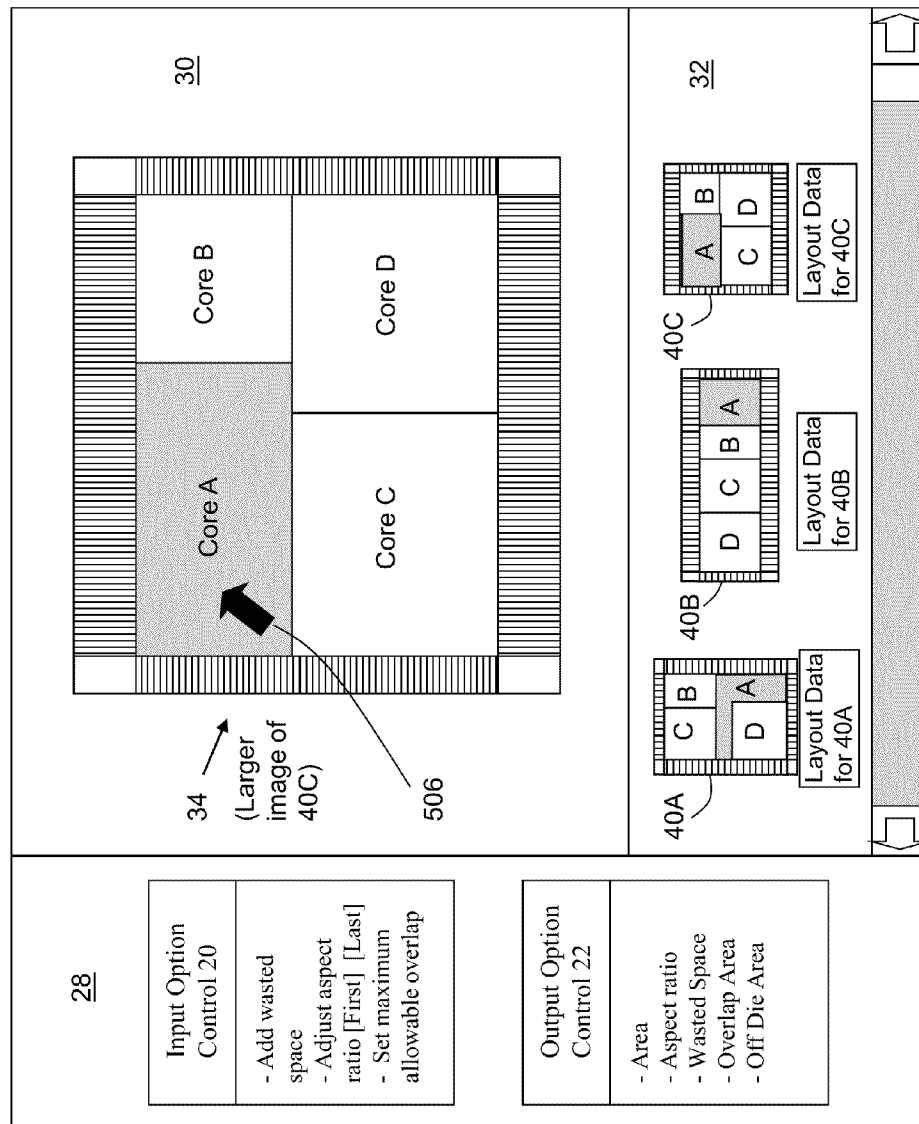 28
Input Option
Control 20
- Add wasted
space
- Adjust aspect
ratio [First] [Last]
- Set maximum
allowable overlap
Output Option
Control 22
- Area
- Aspect ratio
- Wasted Space
- Overlap Area
- Off Die Area
30
34
(Larger
image of
40C)
506
Core A
Core B
Core C
Core D
32
40A
C
B
D
A
Layout Data
for 40A
40B
D
C
B
A
Layout Data
for 40B
40C
A
B
C
D
Layout Data
for 40C